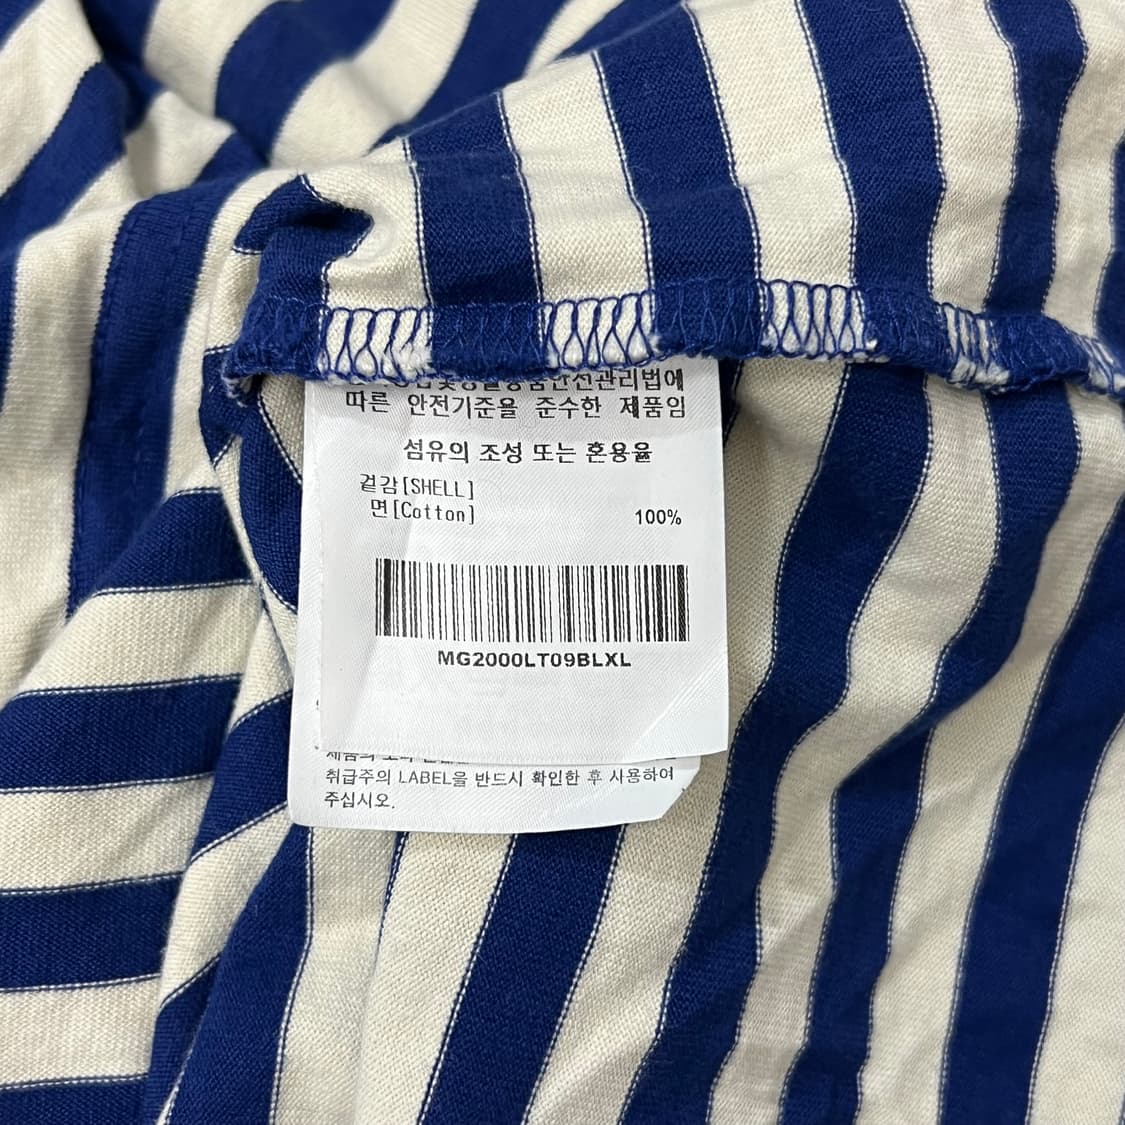 따른 안전기준을 준수한 제품임
섬유의 조성 또는 혼용율
겉감[SHELL]
면[Cotton] 100%
MG2000LT09BLXL
취급주의 LABEL을 반드시 확인한 후 사용하여
주십시오.